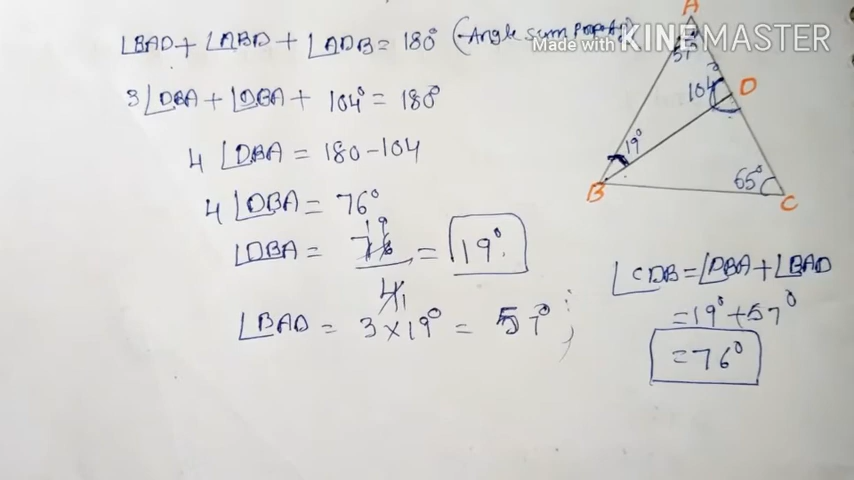 ∠BAD + ∠ABD + ∠ADB = 180° (Angle sum property)
Made with KINEMASTER
3∠DBA + ∠DBA + 104° = 180°
4 ∠DBA = 180 - 104
4 ∠DBA = 76°
∠DBA = 76/4 = 19°
19
1
∠BAD = 3 × 19° = 57° ;
A
57°
104
D
19°
B
65°
C
∠CDB = ∠DBA + ∠BAD
= 19° + 57°
= 76°